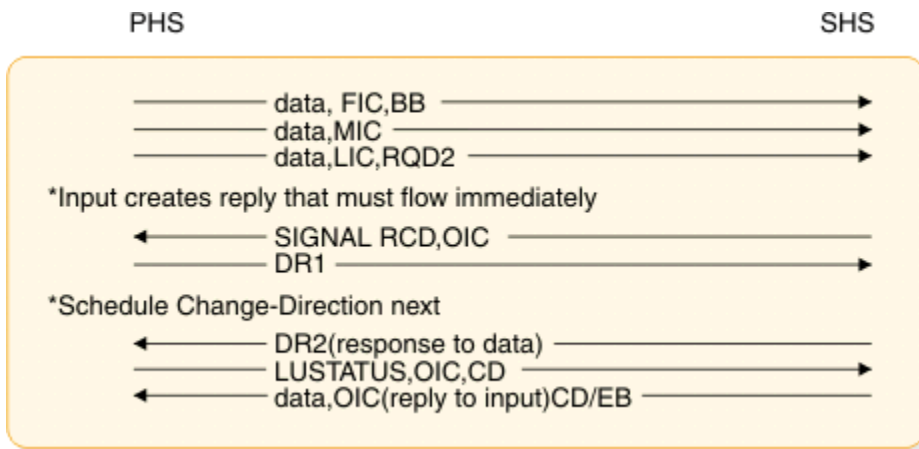 PHS SHS
data, FIC,BB
data,MIC
data,LIC,RQD2
*Input creates reply that must flow immediately
SIGNAL RCD,OIC
DR1
*Schedule Change-Direction next
DR2(response to data)
LUSTATUS,OIC,CD
data,OIC(reply to input)CD/EB